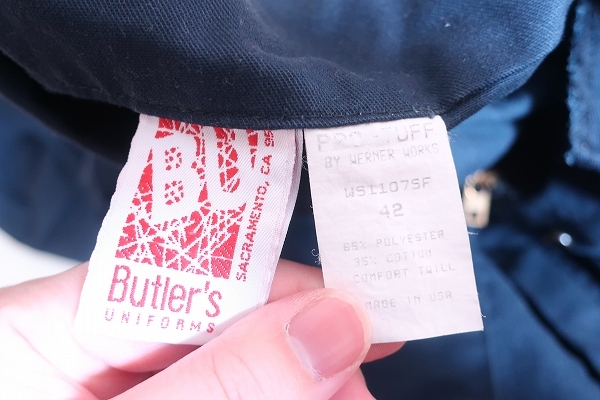 BU
SACRAMENTO, CA 95
Butler's
UNIFORMS
PRO-TUFF
BY WERNER WORKS
WS1107SF
42
65% POLYESTER
35% COTTON
COMFORT TWILL
MADE IN USA